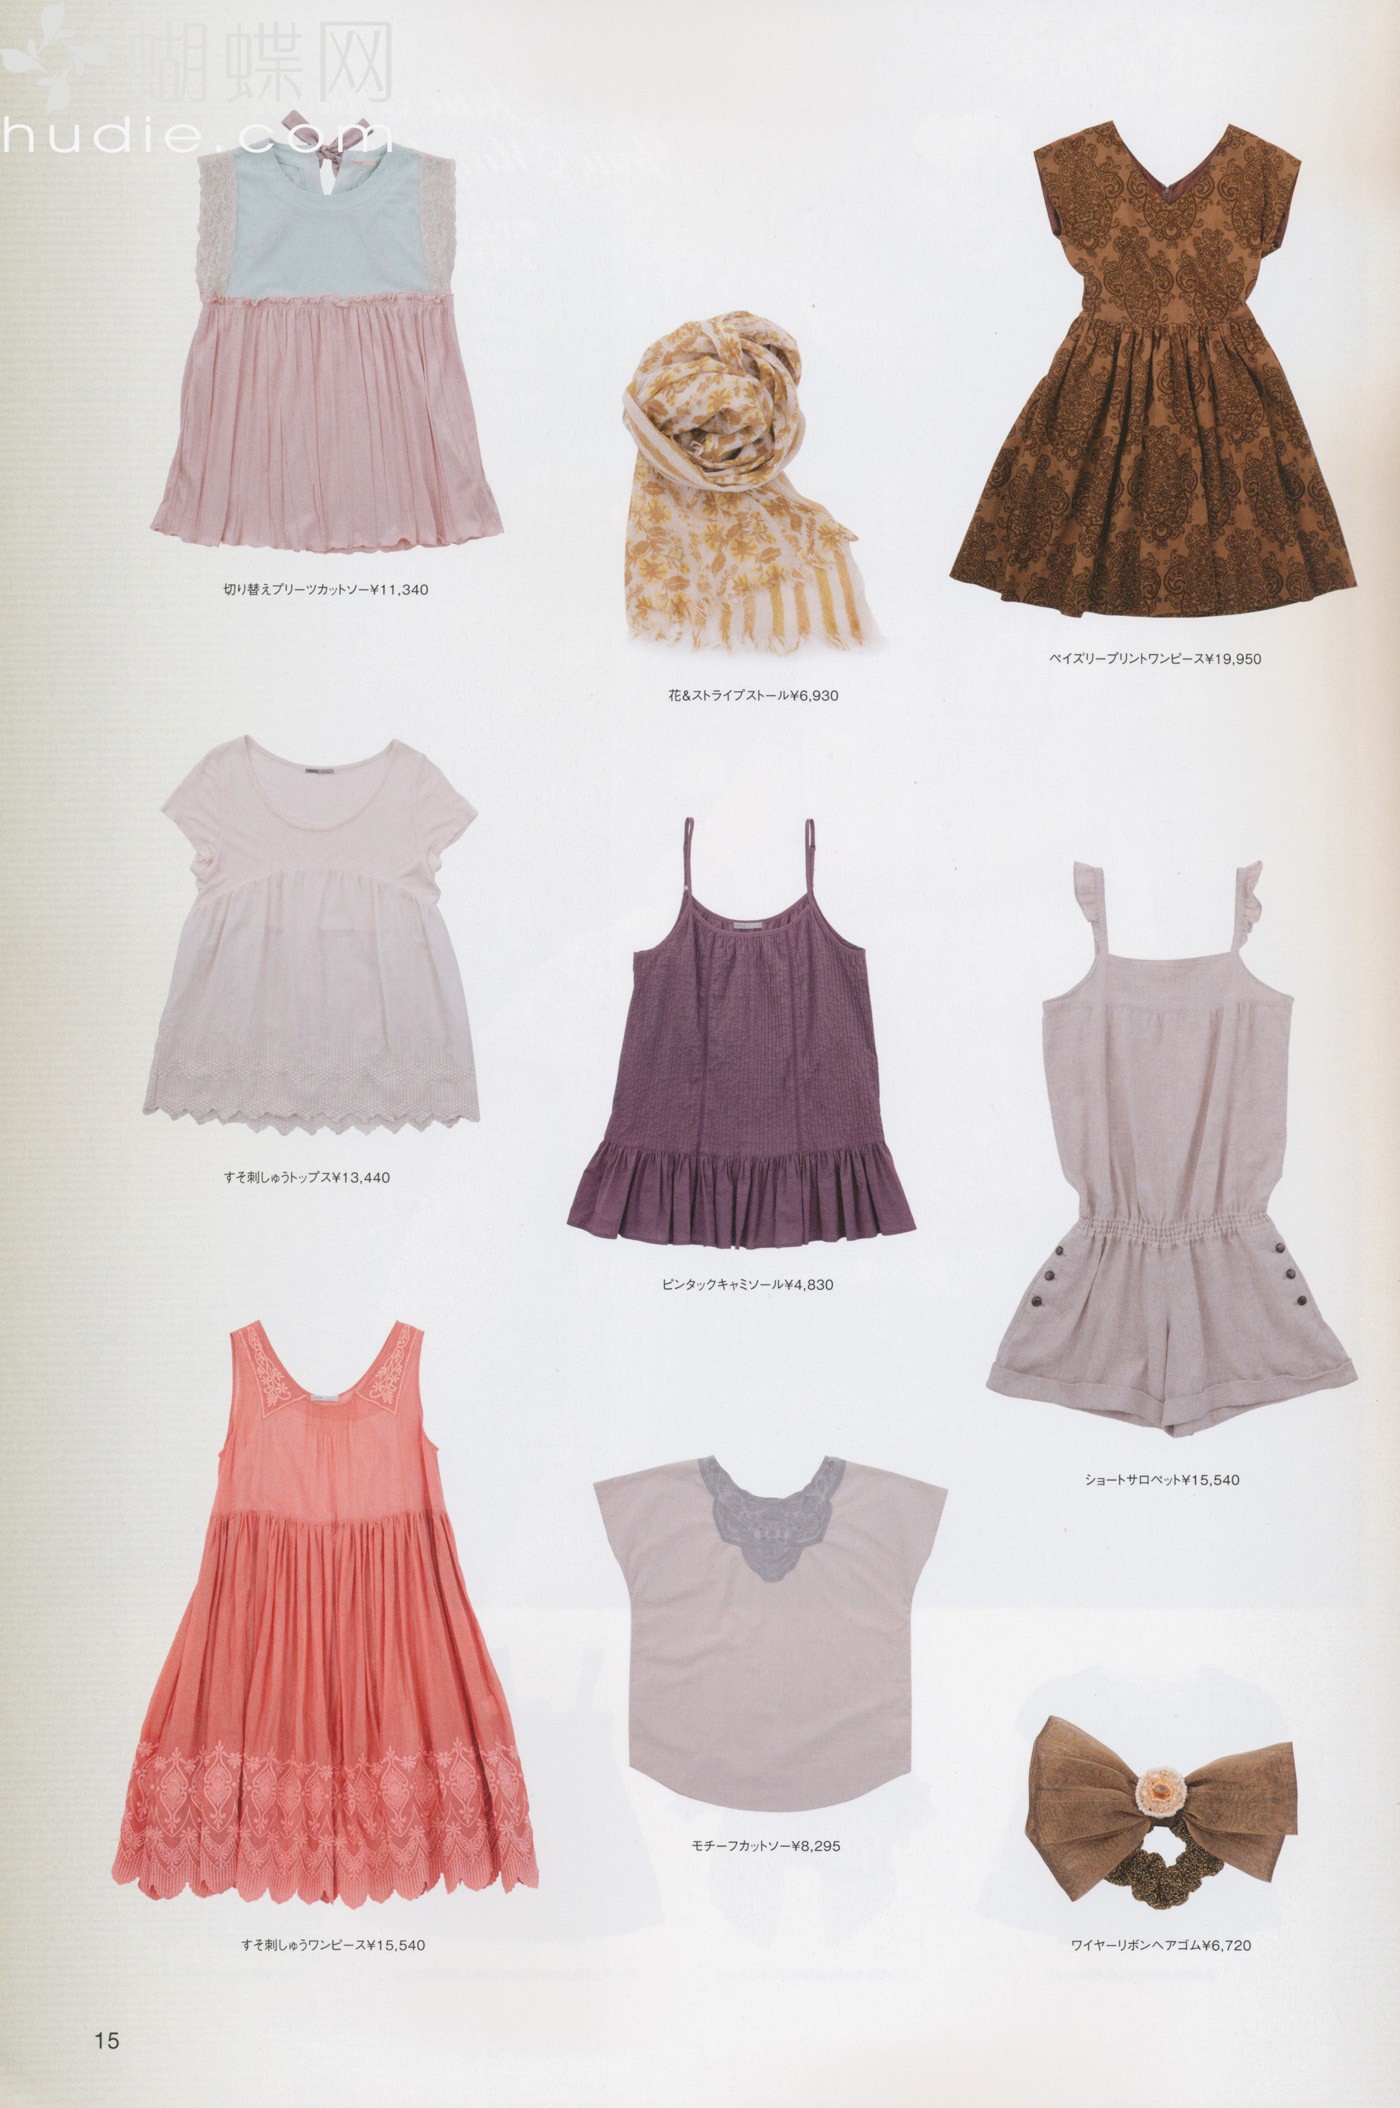 蝴蝶网
hudie.com
切り替えプリーツカットソー¥11,340
花&ストライプストール¥6,930
ペイズリープリントワンピース¥19,950
すそ刺しゅうトップス¥13,440
ピンタックキャミソール¥4,830
ショートサロペット¥15,540
すそ刺しゅうワンピース¥15,540
モチーフカットソー¥8,295
ワイヤーリボンヘアゴム¥6,720
15